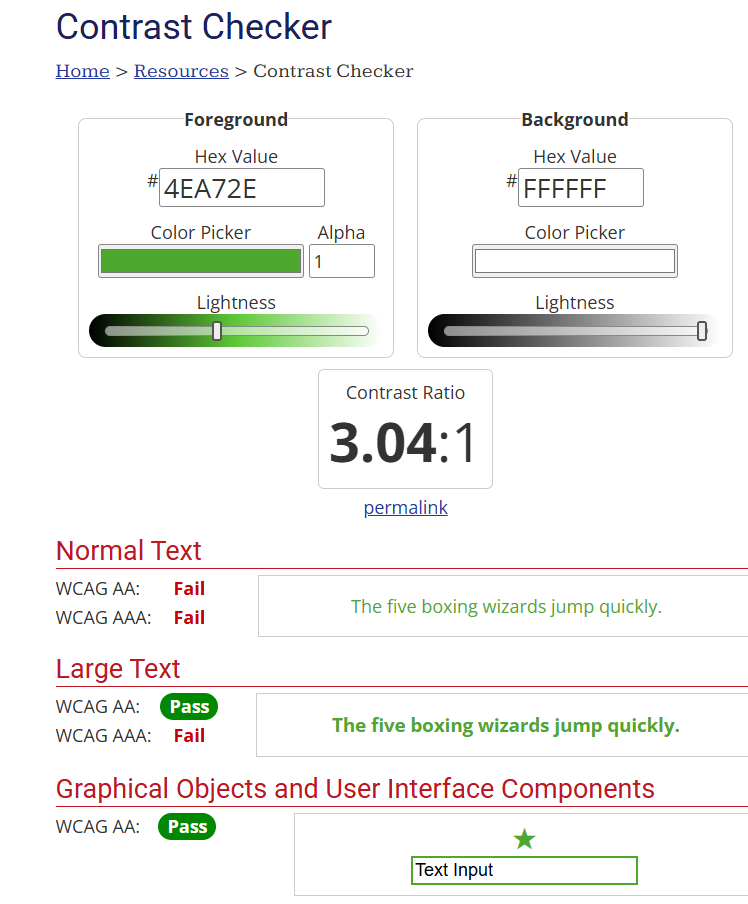 Contrast Checker
Home > Resources > Contrast Checker
Foreground
Hex Value
# 4EA72E
Color Picker Alpha
1
Lightness
Background
Hex Value
# FFFFFF
Color Picker
Lightness
Contrast Ratio
3.04:1
permalink
Normal Text
WCAG AA: Fail
WCAG AAA: Fail
The five boxing wizards jump quickly.
Large Text
WCAG AA: Pass
WCAG AAA: Fail
The five boxing wizards jump quickly.
Graphical Objects and User Interface Components
WCAG AA: Pass
Text Input